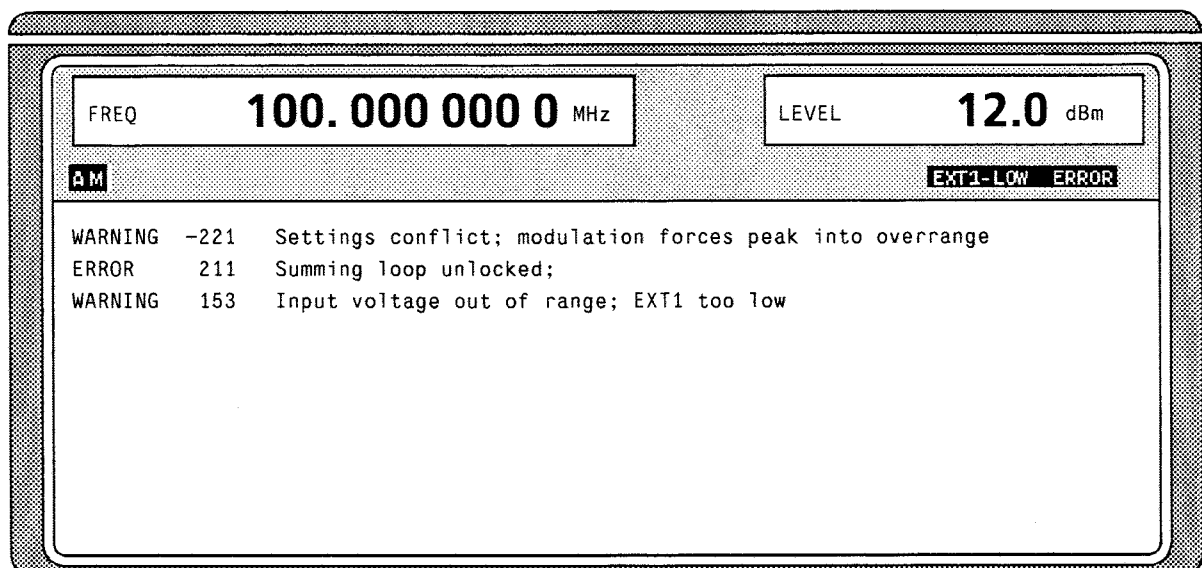 FREQ 100. 000 000 0 MHz LEVEL 12.0 dBm
AM EXT1-LOW ERROR
WARNING -221 Settings conflict; modulation forces peak into overrange
ERROR 211 Summing loop unlocked;
WARNING 153 Input voltage out of range; EXT1 too low